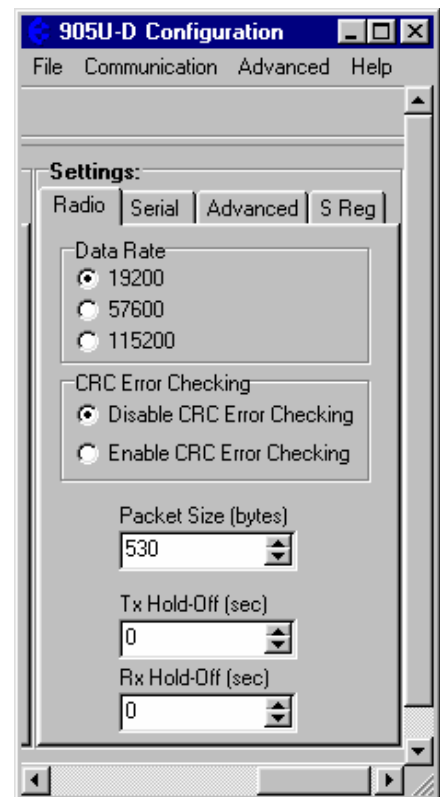 905U-D Configuration
File Communication Advanced Help
Settings:
Radio Serial Advanced S Reg
Data Rate
19200
57600
115200
CRC Error Checking
Disable CRC Error Checking
Enable CRC Error Checking
Packet Size (bytes)
530
Tx Hold-Off (sec)
0
Rx Hold-Off (sec)
0